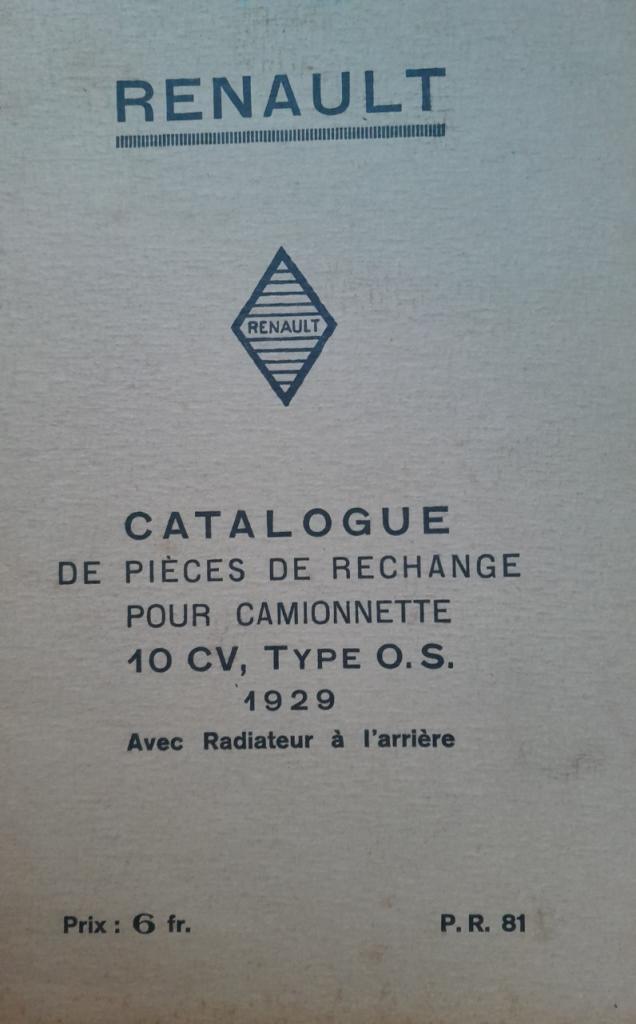 RENAULT
RENAULT
CATALOGUE
DE PIÈCES DE RECHANGE
POUR CAMIONNETTE
10 CV, TYPE O.S.
1929
Avec Radiateur à l'arrière
Prix : 6 fr.
P.R. 81